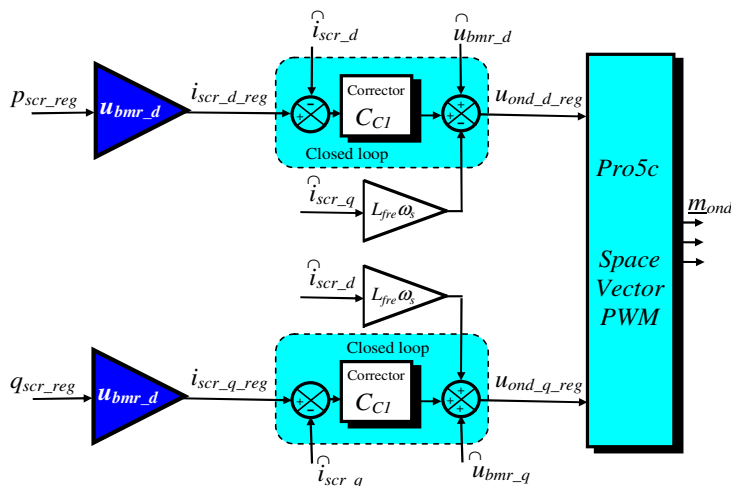 i_scr_d
u_bmr_d
p_scr_reg
u_bmr_d
i_scr_d_reg
Corrector
C_C1
Closed loop
u_ond_d_reg
i_scr_q
L_fre ω_s
Pro5c
Space
Vector
PWM
m_ond
i_scr_d
L_fre ω_s
q_scr_reg
u_bmr_d
i_scr_q_reg
Closed loop
Corrector
C_C1
u_ond_q_reg
i_scr_q
u_bmr_q